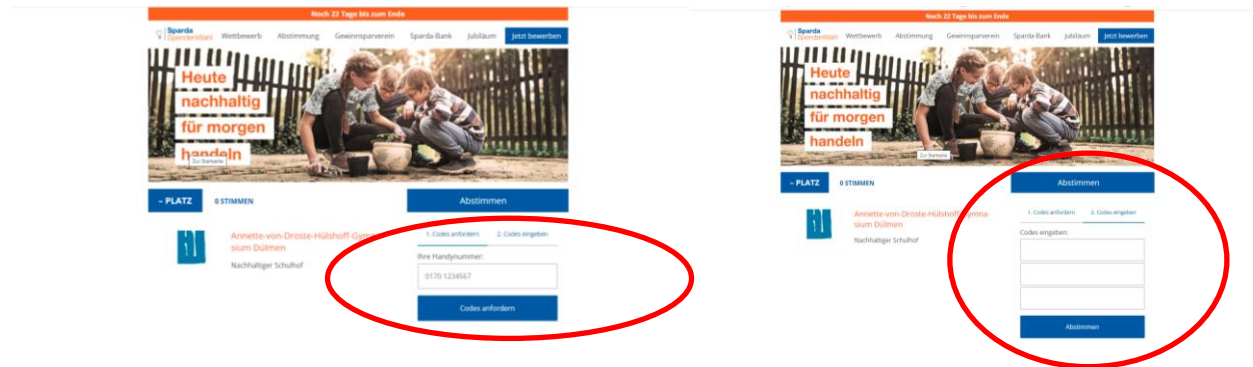 Noch 22 Tage bis zum Ende
Sparda
SpendenWahl
Wettbewerb Abstimmung Gewinnsparverein Sparda-Bank Jubiläum Jetzt bewerben
Heute
nachhaltig
für morgen
handeln
Zur Startseite
– PLATZ 0 STIMMEN Abstimmen
Annette-von-Droste-Hülshoff-Gymna-
sium Dülmen
Nachhaltiger Schulhof
1. Codes anfordern 2. Codes eingeben
Ihre Handynummer:
0170 1234567
Codes anfordern
Noch 22 Tage bis zum Ende
Sparda
SpendenWahl
Wettbewerb Abstimmung Gewinnsparverein Sparda-Bank Jubiläum Jetzt bewerben
Heute
nachhaltig
für morgen
handeln
Zur Startseite
– PLATZ 0 STIMMEN Abstimmen
Annette-von-Droste-Hülshoff-Gymna-
sium Dülmen
Nachhaltiger Schulhof
1. Codes anfordern 2. Codes eingeben
Codes eingeben:
Abstimmen